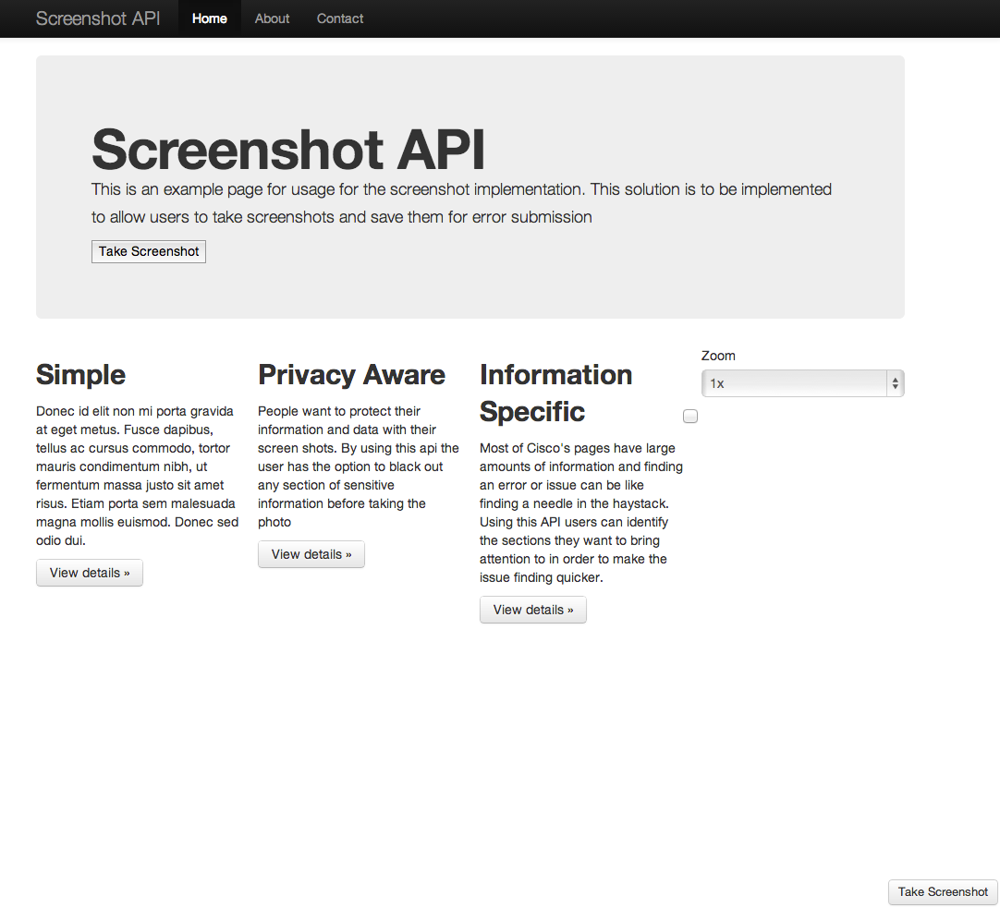 Screenshot API Home About Contact
Screenshot API
This is an example page for usage for the screenshot implementation. This solution is to be implemented
to allow users to take screenshots and save them for error submission
Take Screenshot
Simple
Donec id elit non mi porta gravida
at eget metus. Fusce dapibus,
tellus ac cursus commodo, tortor
mauris condimentum nibh, ut
fermentum massa justo sit amet
risus. Etiam porta sem malesuada
magna mollis euismod. Donec sed
odio dui.
View details »
Privacy Aware
People want to protect their
information and data with their
screen shots. By using this api the
user has the option to black out
any section of sensitive
information before taking the
photo
View details »
Information
Specific
Most of Cisco's pages have large
amounts of information and finding
an error or issue can be like
finding a needle in the haystack.
Using this API users can identify
the sections they want to bring
attention to in order to make the
issue finding quicker.
View details »
Zoom
1x
Take Screenshot